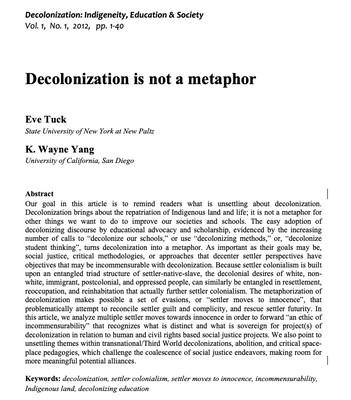 Decolonization: Indigeneity, Education & Society
Vol. 1, No. 1, 2012, pp. 1-40
Decolonization is not a metaphor
Eve Tuck
State University of New York at New Paltz
K. Wayne Yang
University of California, San Diego
Abstract
Our goal in this article is to remind readers what is unsettling about decolonization.
Decolonization brings about the repatriation of Indigenous land and life; it is not a metaphor for
other things we want to do to improve our societies and schools. The easy adoption of
decolonizing discourse by educational advocacy and scholarship, evidenced by the increasing
number of calls to “decolonize our schools,” or use “decolonizing methods,” or, “decolonize
student thinking”, turns decolonization into a metaphor. As important as their goals may be,
social justice, critical methodologies, or approaches that decenter settler perspectives have
objectives that may be incommensurable with decolonization. Because settler colonialism is built
upon an entangled triad structure of settler-native-slave, the decolonial desires of white, non-
white, immigrant, postcolonial, and oppressed people, can similarly be entangled in resettlement,
reoccupation, and reinhabitation that actually further settler colonialism. The metaphorization of
decolonization makes possible a set of evasions, or “settler moves to innocence”, that
problematically attempt to reconcile settler guilt and complicity, and rescue settler futurity. In
this article, we analyze multiple settler moves towards innocence in order to forward “an ethic of
incommensurability” that recognizes what is distinct and what is sovereign for project(s) of
decolonization in relation to human and civil rights based social justice projects. We also point to
unsettling themes within transnational/Third World decolonizations, abolition, and critical space-
place pedagogies, which challenge the coalescence of social justice endeavors, making room for
more meaningful potential alliances.
Keywords: decolonization, settler colonialism, settler moves to innocence, incommensurability,
Indigenous land, decolonizing education